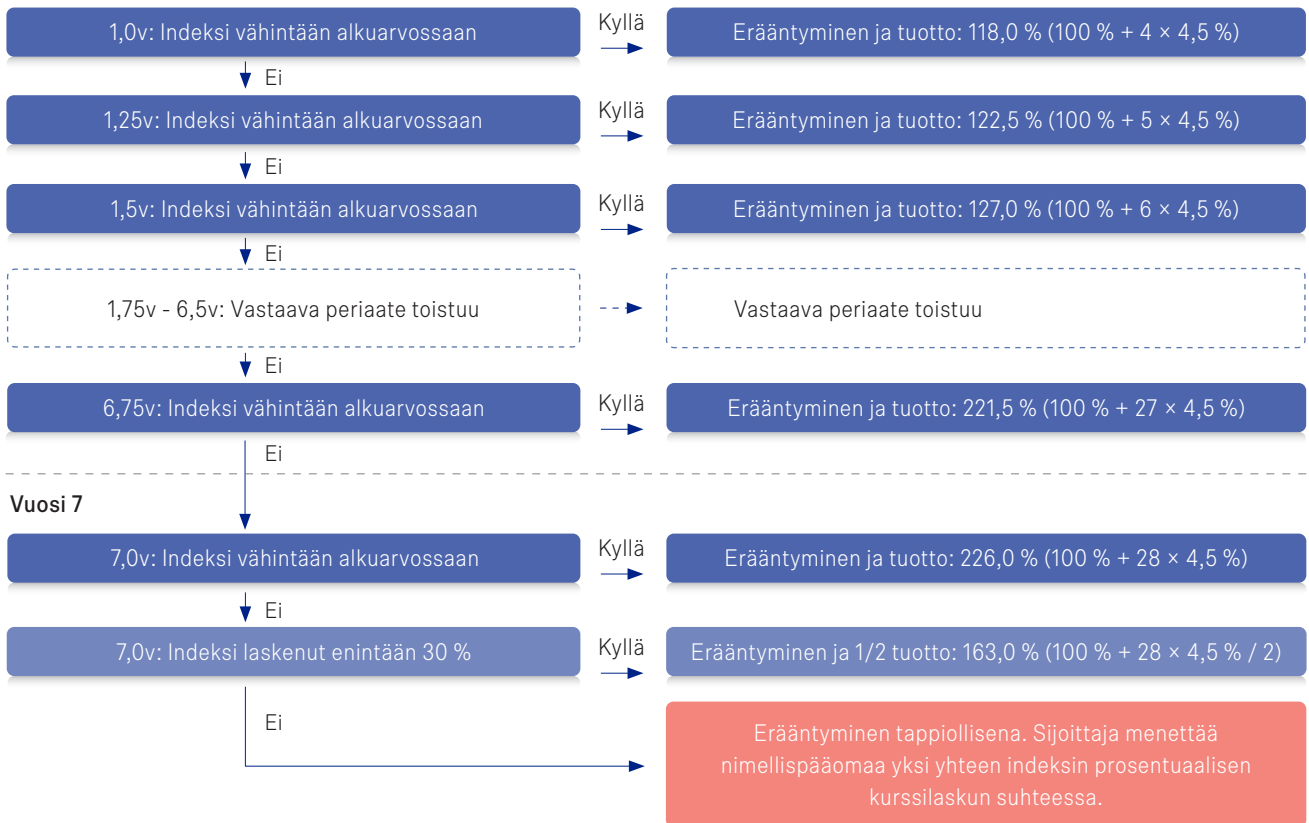 1,0v: Indeksi vähintään alkuarvossaan
Kyllä
Erääntyminen ja tuotto: 118,0 % (100 % + 4 × 4,5 %)
Ei
1,25v: Indeksi vähintään alkuarvossaan
Kyllä
Erääntyminen ja tuotto: 122,5 % (100 % + 5 × 4,5 %)
Ei
1,5v: Indeksi vähintään alkuarvossaan
Kyllä
Erääntyminen ja tuotto: 127,0 % (100 % + 6 × 4,5 %)
Ei
1,75v - 6,5v: Vastaava periaate toistuu
Vastaava periaate toistuu
Ei
6,75v: Indeksi vähintään alkuarvossaan
Kyllä
Erääntyminen ja tuotto: 221,5 % (100 % + 27 × 4,5 %)
Ei
Vuosi 7
7,0v: Indeksi vähintään alkuarvossaan
Kyllä
Erääntyminen ja tuotto: 226,0 % (100 % + 28 × 4,5 %)
Ei
7,0v: Indeksi laskenut enintään 30 %
Kyllä
Erääntyminen ja 1/2 tuotto: 163,0 % (100 % + 28 × 4,5 % / 2)
Ei
Erääntyminen tappiollisena. Sijoittaja menettää
nimellispääomaa yksi yhteen indeksin prosentuaalisen
kurssilaskun suhteessa.